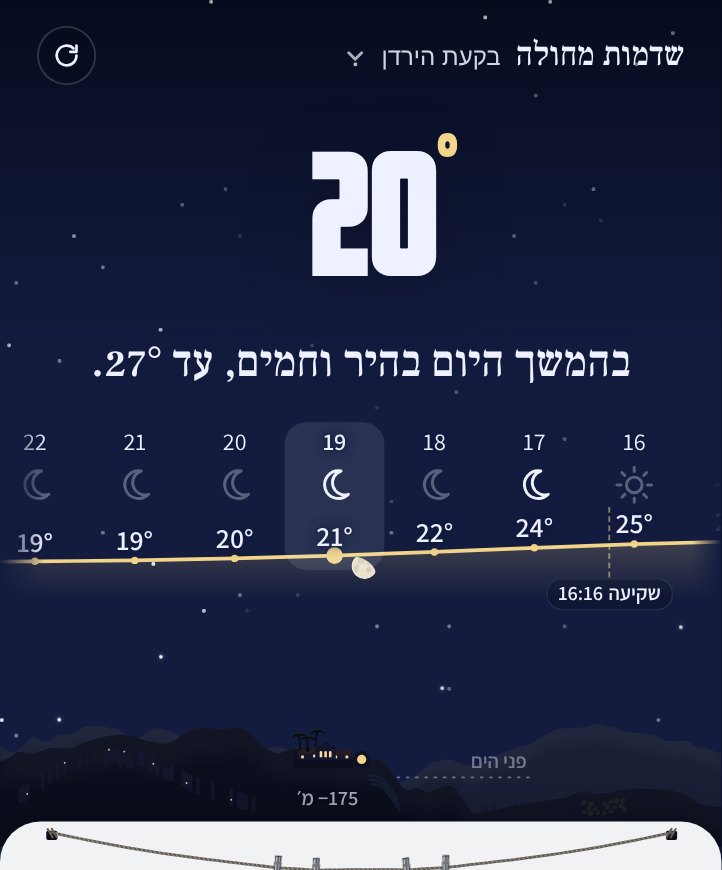 שדמות מחולה בקעת הירדן
20°
בהמשך היום בהיר וחמים, עד 27°.
16 17 18 19 20 21 22
25° 24° 22° 21° 20° 19° 19°
שקיעה 16:16
פני הים
−175 מ׳